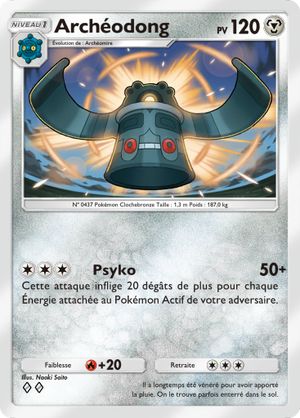 NIVEAU 1
Archéodong
PV 120
Évolution de : Archéomire
N° 0437 Pokémon Clochebronze Taille : 1,3 m Poids : 187,0 kg
Psyko 50+
Cette attaque inflige 20 dégâts de plus pour chaque
Énergie attachée au Pokémon Actif de votre adversaire.
Faiblesse +20 Retraite
Illus. Naoki Saito
Il a longtemps été vénéré pour avoir apporté
la pluie. On le trouve parfois enterré dans le sol.